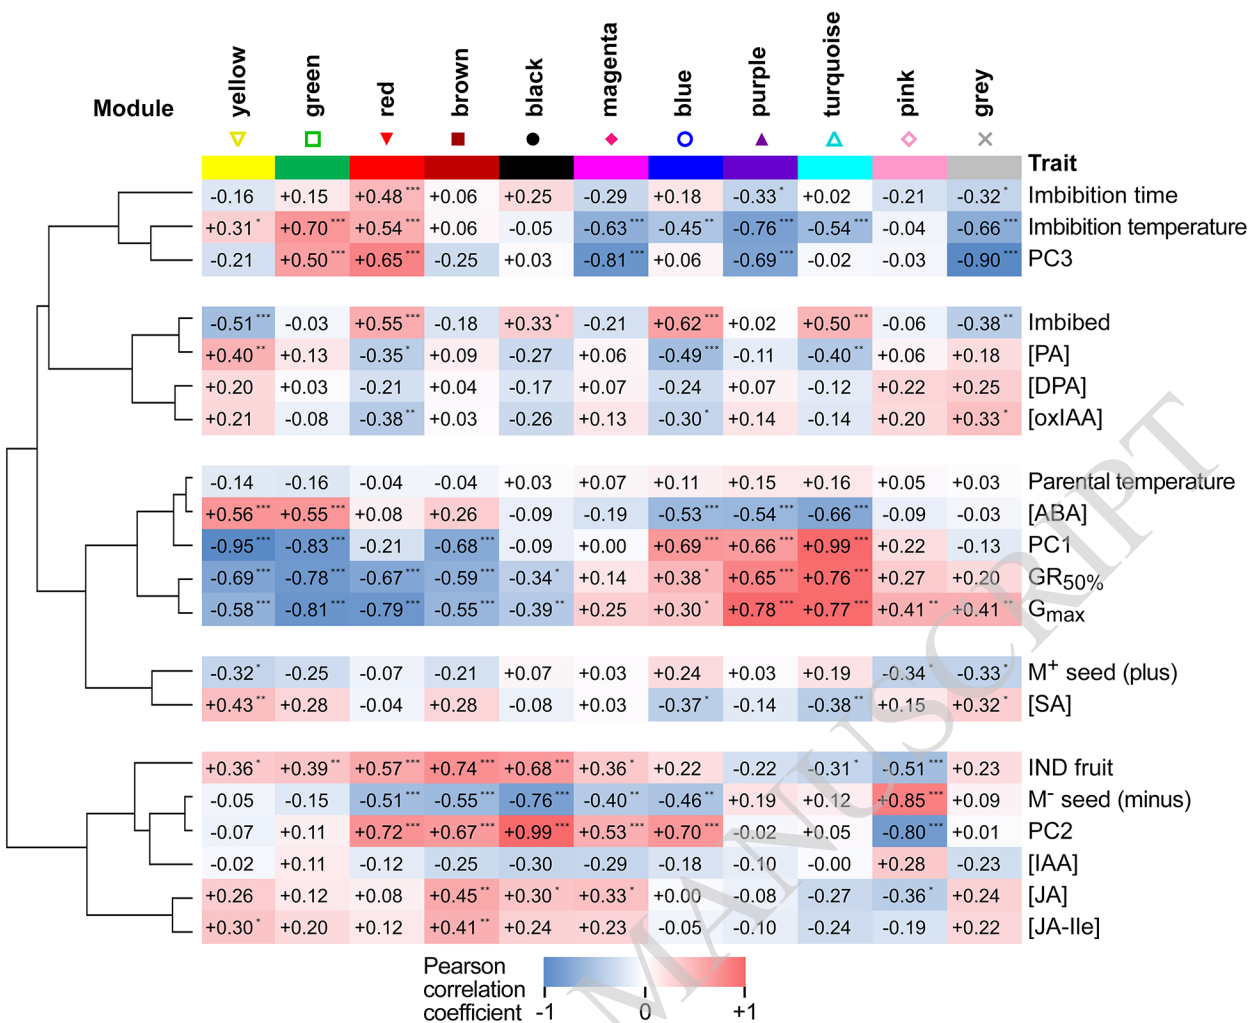 Module yellow green red brown black magenta blue purple turquoise pink grey
Trait
-0.16 +0.15 +0.48*** +0.06 +0.25 -0.29 +0.18 -0.33* +0.02 -0.21 -0.32* Imbibition time
+0.31* +0.70*** +0.54*** +0.06 -0.05 -0.63*** -0.45** -0.76*** -0.54*** -0.04 -0.66*** Imbibition temperature
-0.21 +0.50*** +0.65*** -0.25 +0.03 -0.81*** +0.06 -0.69*** -0.02 -0.03 -0.90*** PC3
-0.51*** -0.03 +0.55*** -0.18 +0.33* -0.21 +0.62*** +0.02 +0.50*** -0.06 -0.38** Imbibed
+0.40** +0.13 -0.35* +0.09 -0.27 +0.06 -0.49*** -0.11 -0.40** +0.06 +0.18 [PA]
+0.20 +0.03 -0.21 +0.04 -0.17 +0.07 -0.24 +0.07 -0.12 +0.22 +0.25 [DPA]
+0.21 -0.08 -0.38** +0.03 -0.26 +0.13 -0.30* +0.14 -0.14 +0.20 +0.33* [oxIAA]
-0.14 -0.16 -0.04 -0.04 +0.03 +0.07 +0.11 +0.15 +0.16 +0.05 +0.03 Parental temperature
+0.56*** +0.55*** +0.08 +0.26 -0.09 -0.19 -0.53*** -0.54*** -0.66*** -0.09 -0.03 [ABA]
-0.95*** -0.83*** -0.21 -0.68*** -0.09 +0.00 +0.69*** +0.66*** +0.99*** +0.22 -0.13 PC1
-0.69*** -0.78*** -0.67*** -0.59*** -0.34* +0.14 +0.38* +0.65*** +0.76*** +0.27 +0.20 GR50%
-0.58*** -0.81*** -0.79*** -0.55*** -0.39** +0.25 +0.30* +0.78*** +0.77*** +0.41** +0.41** Gmax
-0.32* -0.25 -0.07 -0.21 +0.07 +0.03 +0.24 +0.03 +0.19 -0.34* -0.33* M+ seed (plus)
+0.43** +0.28 -0.04 +0.28 -0.08 +0.03 -0.37* -0.14 -0.38** +0.15 +0.32* [SA]
+0.36* +0.39** +0.57*** +0.74*** +0.68*** +0.36* +0.22 -0.22 -0.31* -0.51*** +0.23 IND fruit
-0.05 -0.15 -0.51*** -0.55*** -0.76*** -0.40** -0.46** +0.19 +0.12 +0.85*** +0.09 M- seed (minus)
-0.07 +0.11 +0.72*** +0.67*** +0.99*** +0.53*** +0.70*** -0.02 +0.05 -0.80*** +0.01 PC2
-0.02 +0.11 -0.12 -0.25 -0.30 -0.29 -0.18 -0.10 -0.00 +0.28 -0.23 [IAA]
+0.26 +0.12 +0.08 +0.45** +0.30* +0.33* +0.00 -0.08 -0.27 -0.36* +0.24 [JA]
+0.30* +0.20 +0.12 +0.41** +0.24 +0.23 -0.05 -0.10 -0.24 -0.19 +0.22 [JA-Ile]
Pearson
correlation
coefficient -1 0 +1
MANUSCRIPT